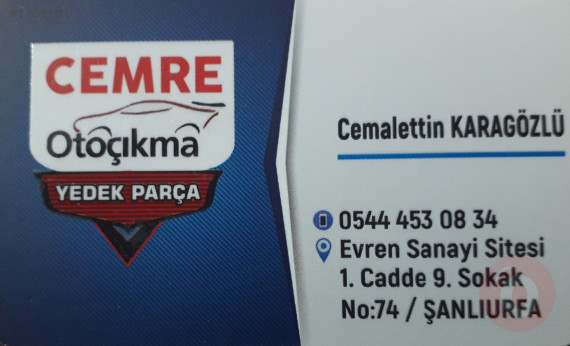 CEMRE
Otoçıkma
YEDEK PARÇA
Cemalettin KARAGÖZLÜ
0544 453 08 34
Evren Sanayi Sitesi
1. Cadde 9. Sokak
No:74 / ŞANLIURFA